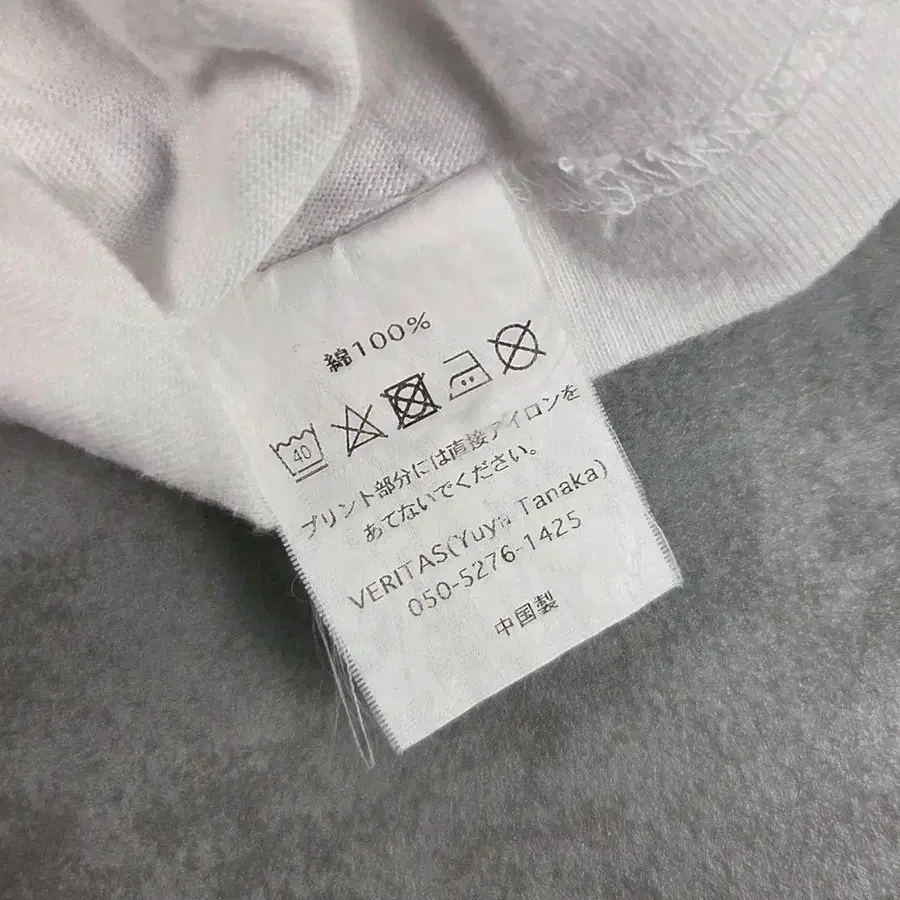 綿100%
40
プリント部分には直接アイロンを
あてないでください。
VERITAS(Yuya Tanaka)
050-5276-1425
中国製